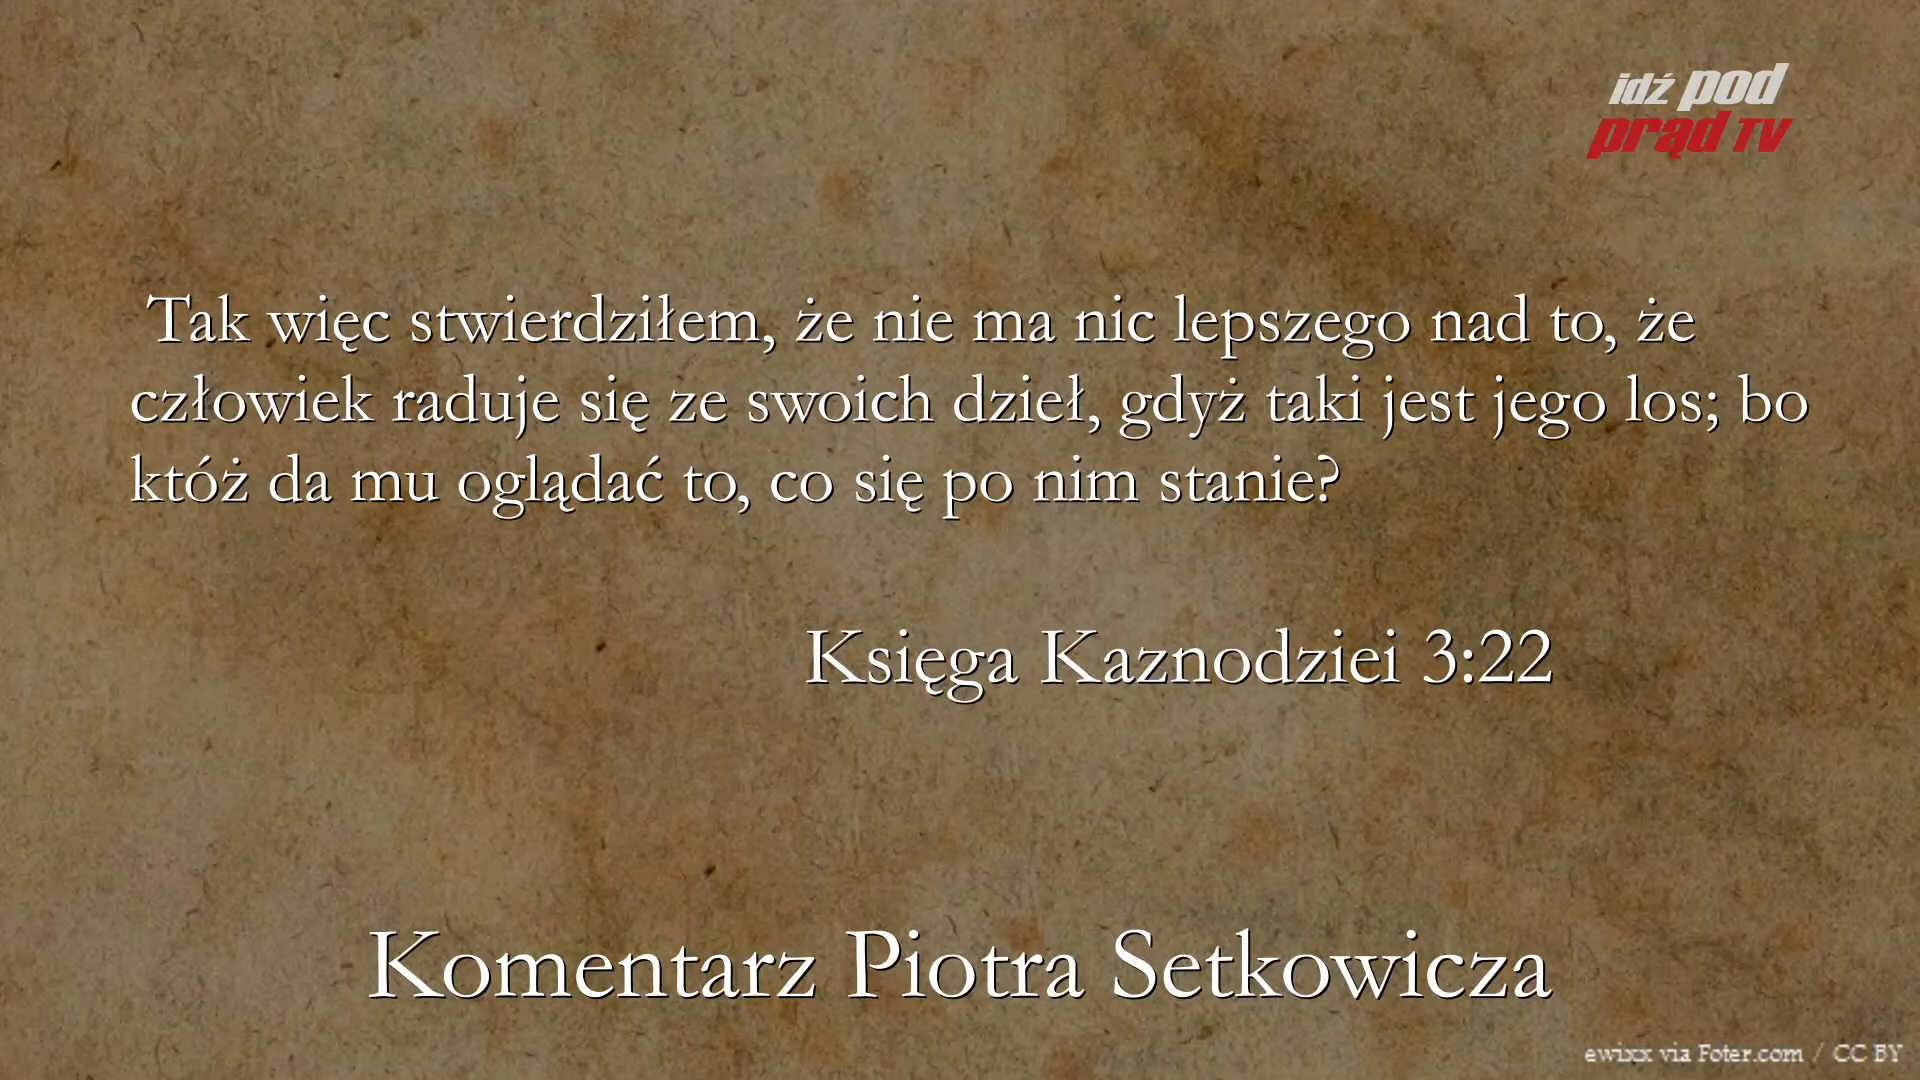 idź pod
prąd TV
Tak więc stwierdziłem, że nie ma nic lepszego nad to, że
człowiek raduje się ze swoich dzieł, gdyż taki jest jego los; bo
któż da mu oglądać to, co się po nim stanie?
Księga Kaznodziei 3:22
Komentarz Piotra Setkowicza
ewixx via Foter.com / CC BY